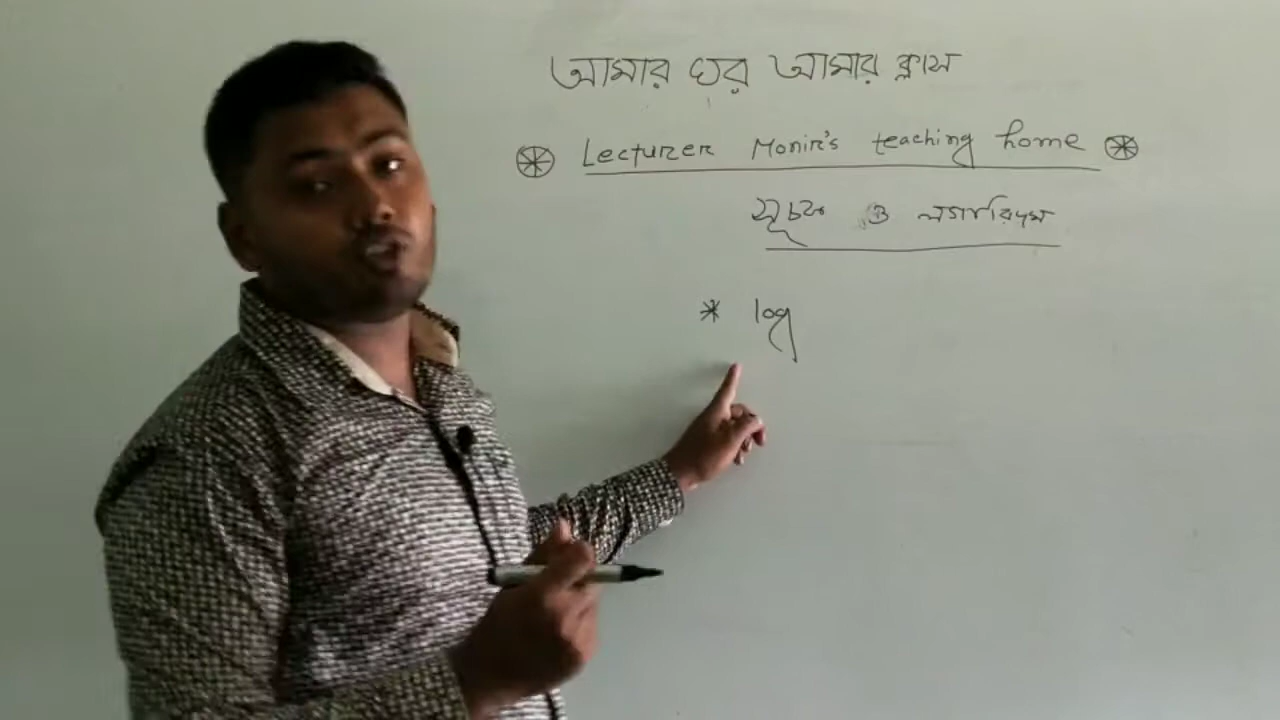 আমার ঘর আমার ক্লাস
Lecturer Monir's teaching home
সূচক ও লগারিদম
* log